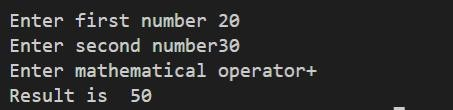 Enter first number 20
Enter second number30
Enter mathematical operator+
Result is  50